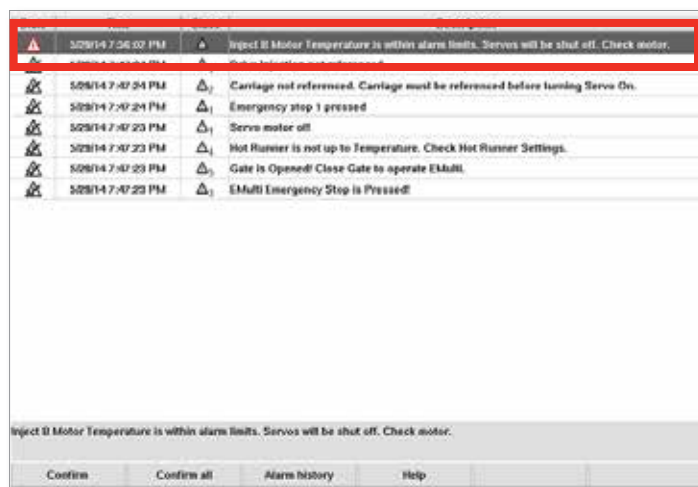 5/29/14 7:56:02 PM Inject B Motor Temperature is within alarm limits. Servos will be shut off. Check motor.
5/29/14 7:47:24 PM 2 Carriage not referenced. Carriage must be referenced before turning Servo On.
5/29/14 7:47:24 PM 1 Emergency stop 1 pressed
5/29/14 7:47:23 PM 1 Servo motor off
5/29/14 7:47:23 PM 4 Hot Runner is not up to Temperature. Check Hot Runner Settings.
5/29/14 7:47:23 PM 5 Gate is Opened! Close Gate to operate EMulti.
5/29/14 7:47:23 PM 3 EMulti Emergency Stop is Pressed!
Inject B Motor Temperature is within alarm limits. Servos will be shut off. Check motor.
Confirm Confirm all Alarm history Help